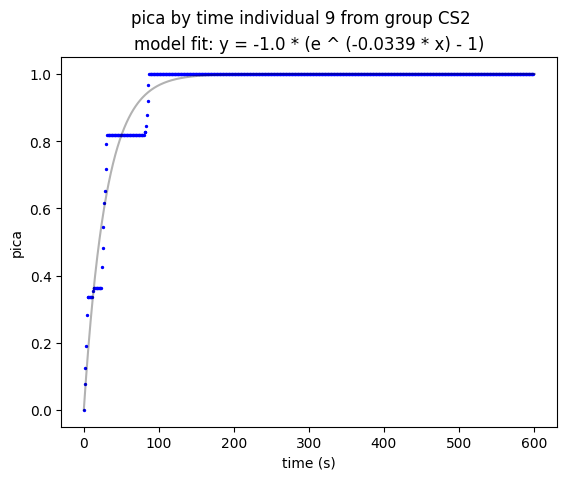 pica by time individual 9 from group CS2
model fit: y = -1.0 * (e ^ (-0.0339 * x) - 1)
1.0
0.8
0.6
0.4
0.2
0.0
pica
0 100 200 300 400 500 600
time (s)